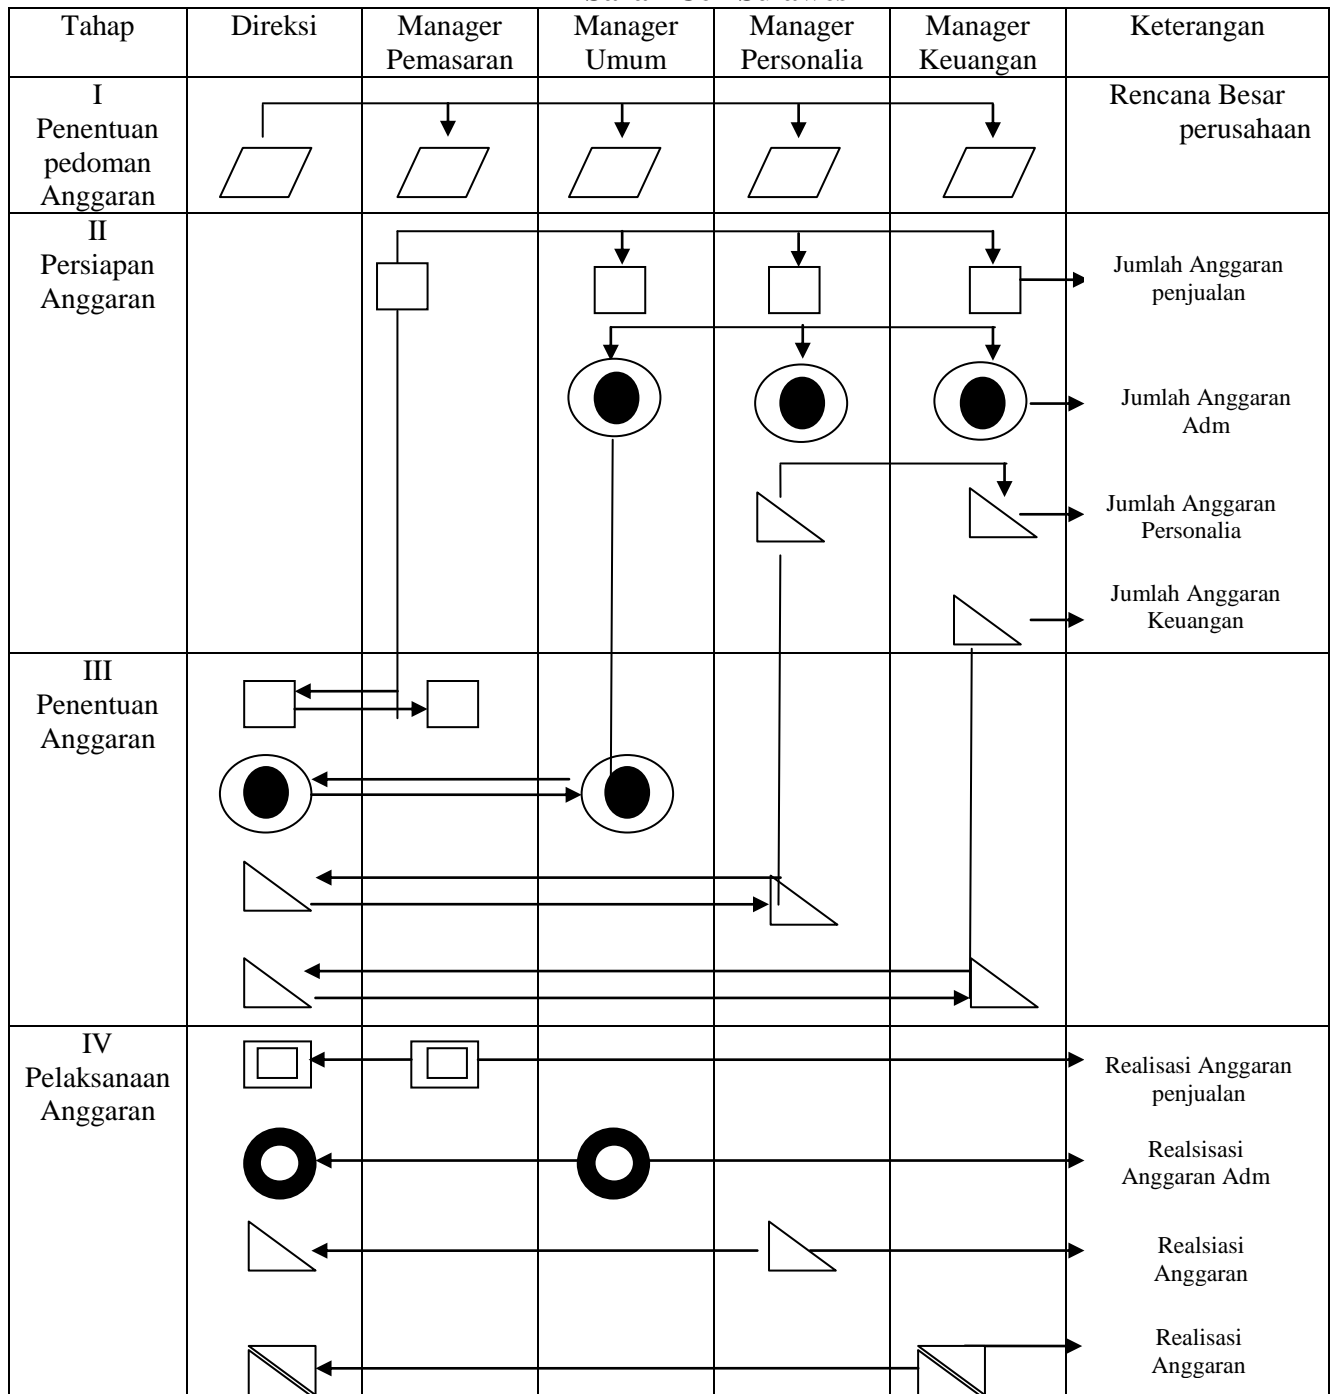 Tahap
Direksi
Manager
Pemasaran
Manager
Umum
Manager
Personalia
Manager
Keuangan
Keterangan
I
Penentuan
pedoman
Anggaran
Rencana Besar
perusahaan
II
Persiapan
Anggaran
Jumlah Anggaran
penjualan
Jumlah Anggaran
Adm
Jumlah Anggaran
Personalia
Jumlah Anggaran
Keuangan
III
Penentuan
Anggaran
IV
Pelaksanaan
Anggaran
Realisasi Anggaran
penjualan
Realsisasi
Anggaran Adm
Realsiasi
Anggaran
Realisasi
Anggaran